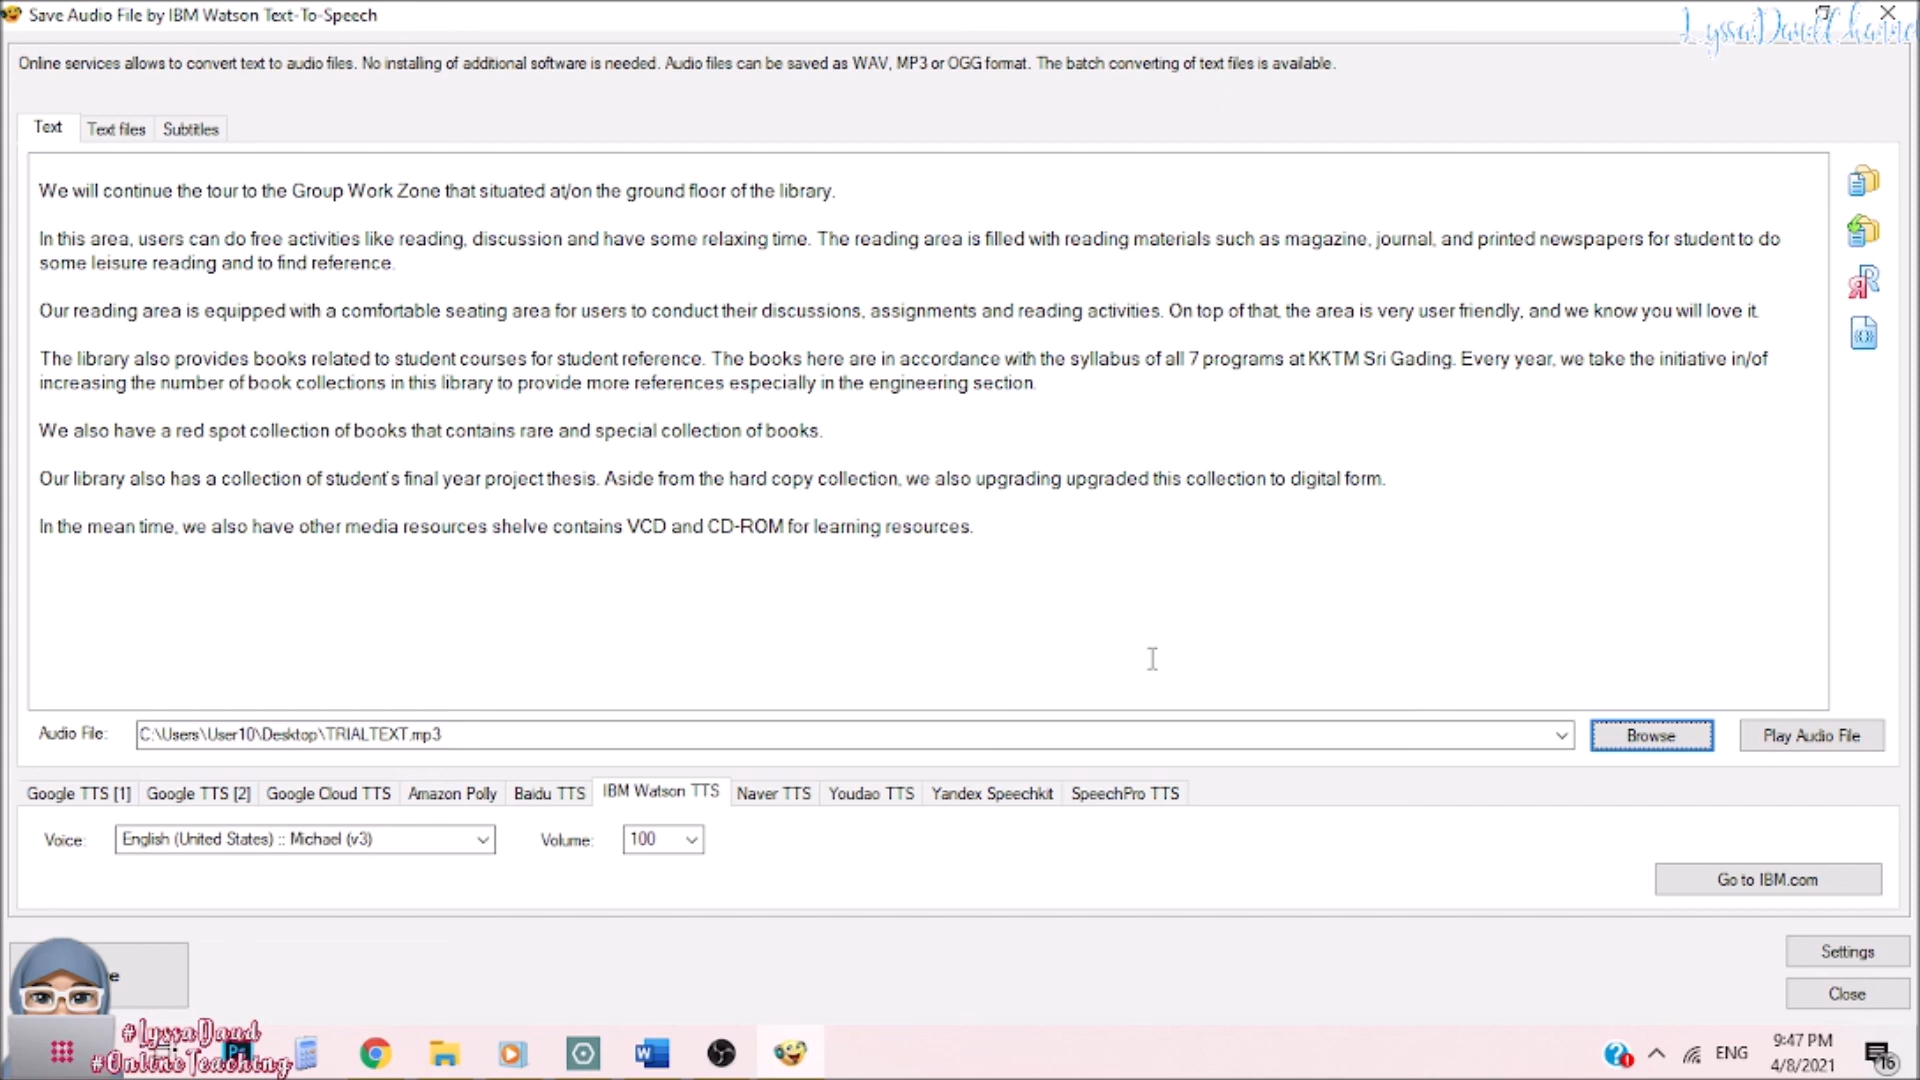 Save Audio File by IBM Watson Text-To-Speech
LyssaDaudChannel
Online services allows to convert text to audio files. No installing of additional software is needed. Audio files can be saved as WAV, MP3 or OGG format. The batch converting of text files is available.
Text Text files Subtitles
We will continue the tour to the Group Work Zone that situated at/on the ground floor of the library.
In this area, users can do free activities like reading, discussion and have some relaxing time. The reading area is filled with reading materials such as magazine, journal, and printed newspapers for student to do
some leisure reading and to find reference.
Our reading area is equipped with a comfortable seating area for users to conduct their discussions, assignments and reading activities. On top of that, the area is very user friendly, and we know you will love it.
The library also provides books related to student courses for student reference. The books here are in accordance with the syllabus of all 7 programs at KKTM Sri Gading. Every year, we take the initiative in/of
increasing the number of book collections in this library to provide more references especially in the engineering section.
We also have a red spot collection of books that contains rare and special collection of books.
Our library also has a collection of student's final year project thesis. Aside from the hard copy collection, we also upgrading upgraded this collection to digital form.
In the mean time, we also have other media resources shelve contains VCD and CD-ROM for learning resources.
Audio File: C:\Users\User10\Desktop\TRIALTEXT.mp3 Browse Play Audio File
Google TTS [1] Google TTS [2] Google Cloud TTS Amazon Polly Baidu TTS IBM Watson TTS Naver TTS Youdao TTS Yandex Speechkit SpeechPro TTS
Voice: English (United States) :: Michael (v3) Volume: 100
Go to IBM.com
Settings
Close
#LyssaDaud
#OnlineTeaching
ENG
9:47 PM
4/8/2021
16